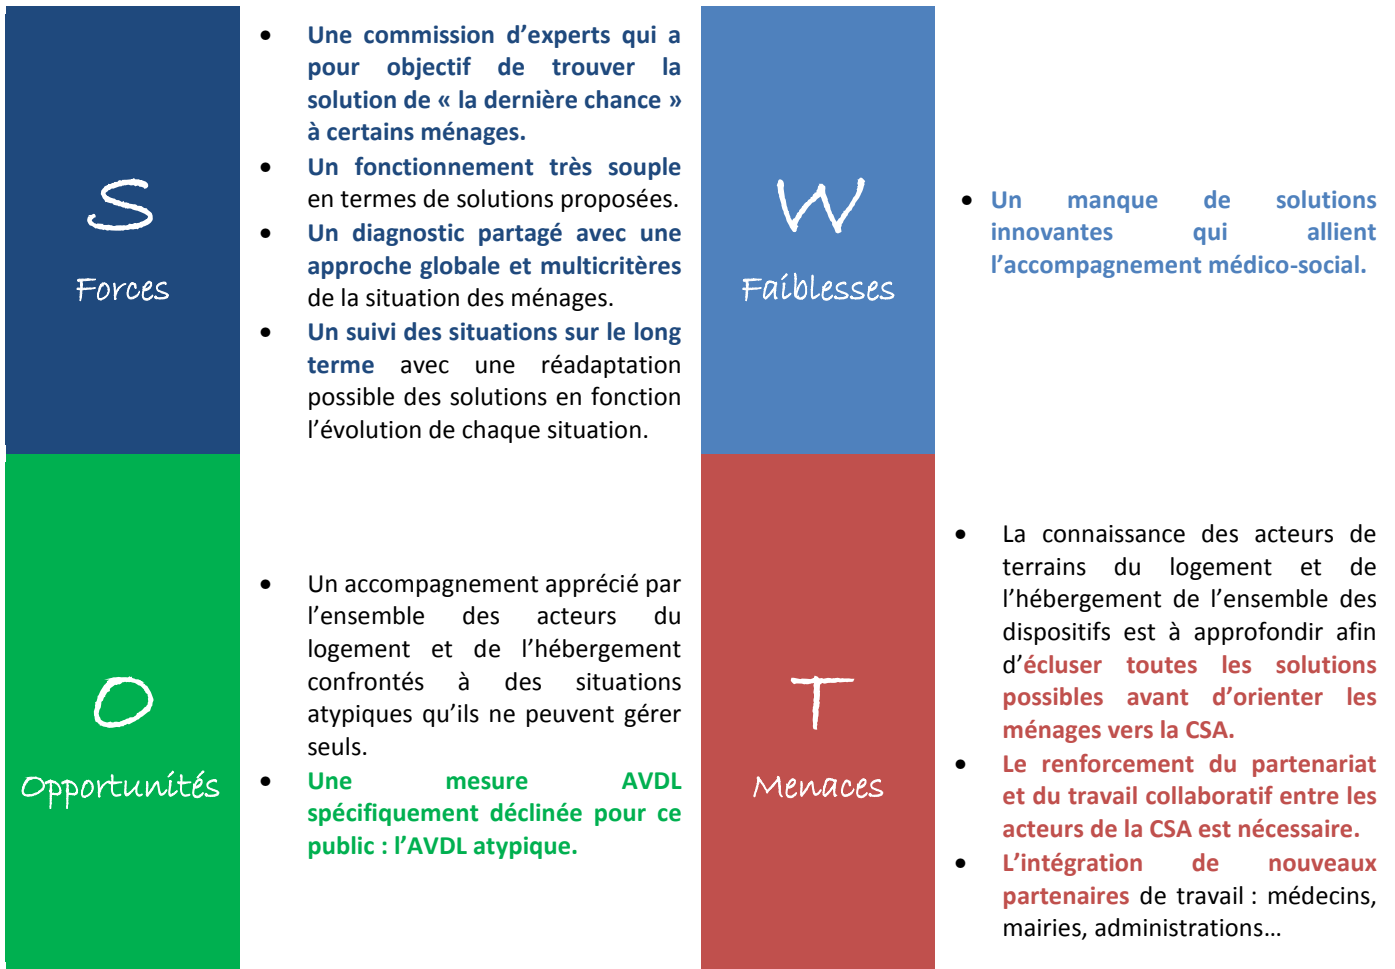 S
Forces
• Une commission d’experts qui a
pour objectif de trouver la
solution de « la dernière chance »
à certains ménages.
• Un fonctionnement très souple
en termes de solutions proposées.
• Un diagnostic partagé avec une
approche globale et multicritères
de la situation des ménages.
• Un suivi des situations sur le long
terme avec une réadaptation
possible des solutions en fonction
l’évolution de chaque situation.
W
Faiblesses
• Un manque de solutions
innovantes qui allient
l’accompagnement médico-social.
O
Opportunités
• Un accompagnement apprécié par
l’ensemble des acteurs du
logement et de l’hébergement
confrontés à des situations
atypiques qu’ils ne peuvent gérer
seuls.
• Une mesure AVDL
spécifiquement déclinée pour ce
public : l’AVDL atypique.
T
Menaces
• La connaissance des acteurs de
terrains du logement et de
l’hébergement de l’ensemble des
dispositifs est à approfondir afin
d’écluser toutes les solutions
possibles avant d’orienter les
ménages vers la CSA.
• Le renforcement du partenariat
et du travail collaboratif entre les
acteurs de la CSA est nécessaire.
• L’intégration de nouveaux
partenaires de travail : médecins,
mairies, administrations…